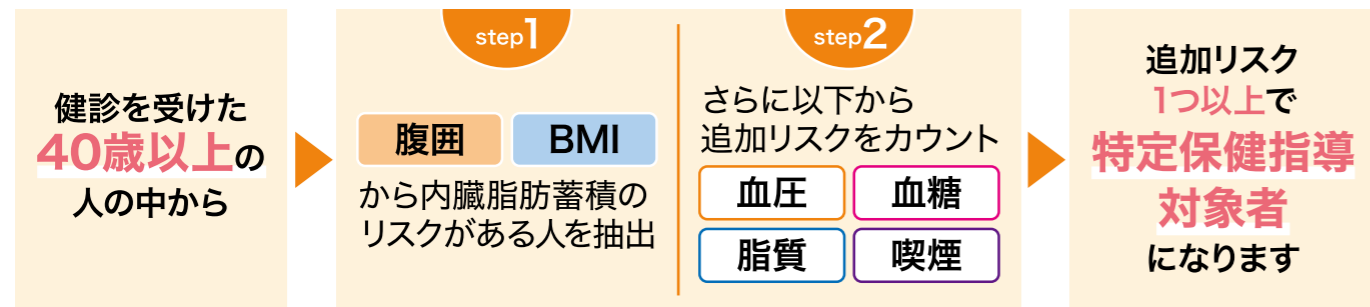 健診を受けた
40歳以上の
人の中から
step1
腹囲 BMI
から内臓脂肪蓄積の
リスクがある人を抽出
step2
さらに以下から
追加リスクをカウント
血圧 血糖
脂質 喫煙
追加リスク
1つ以上で
特定保健指導
対象者
になります